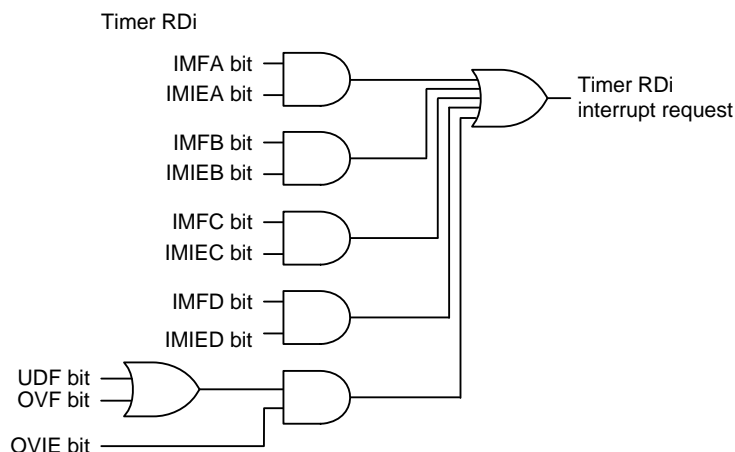 Timer RDi
IMFA bit
IMIEA bit
IMFB bit
IMIEB bit
IMFC bit
IMIEC bit
IMFD bit
IMIED bit
UDF bit
OVF bit
OVIE bit
Timer RDi
interrupt request